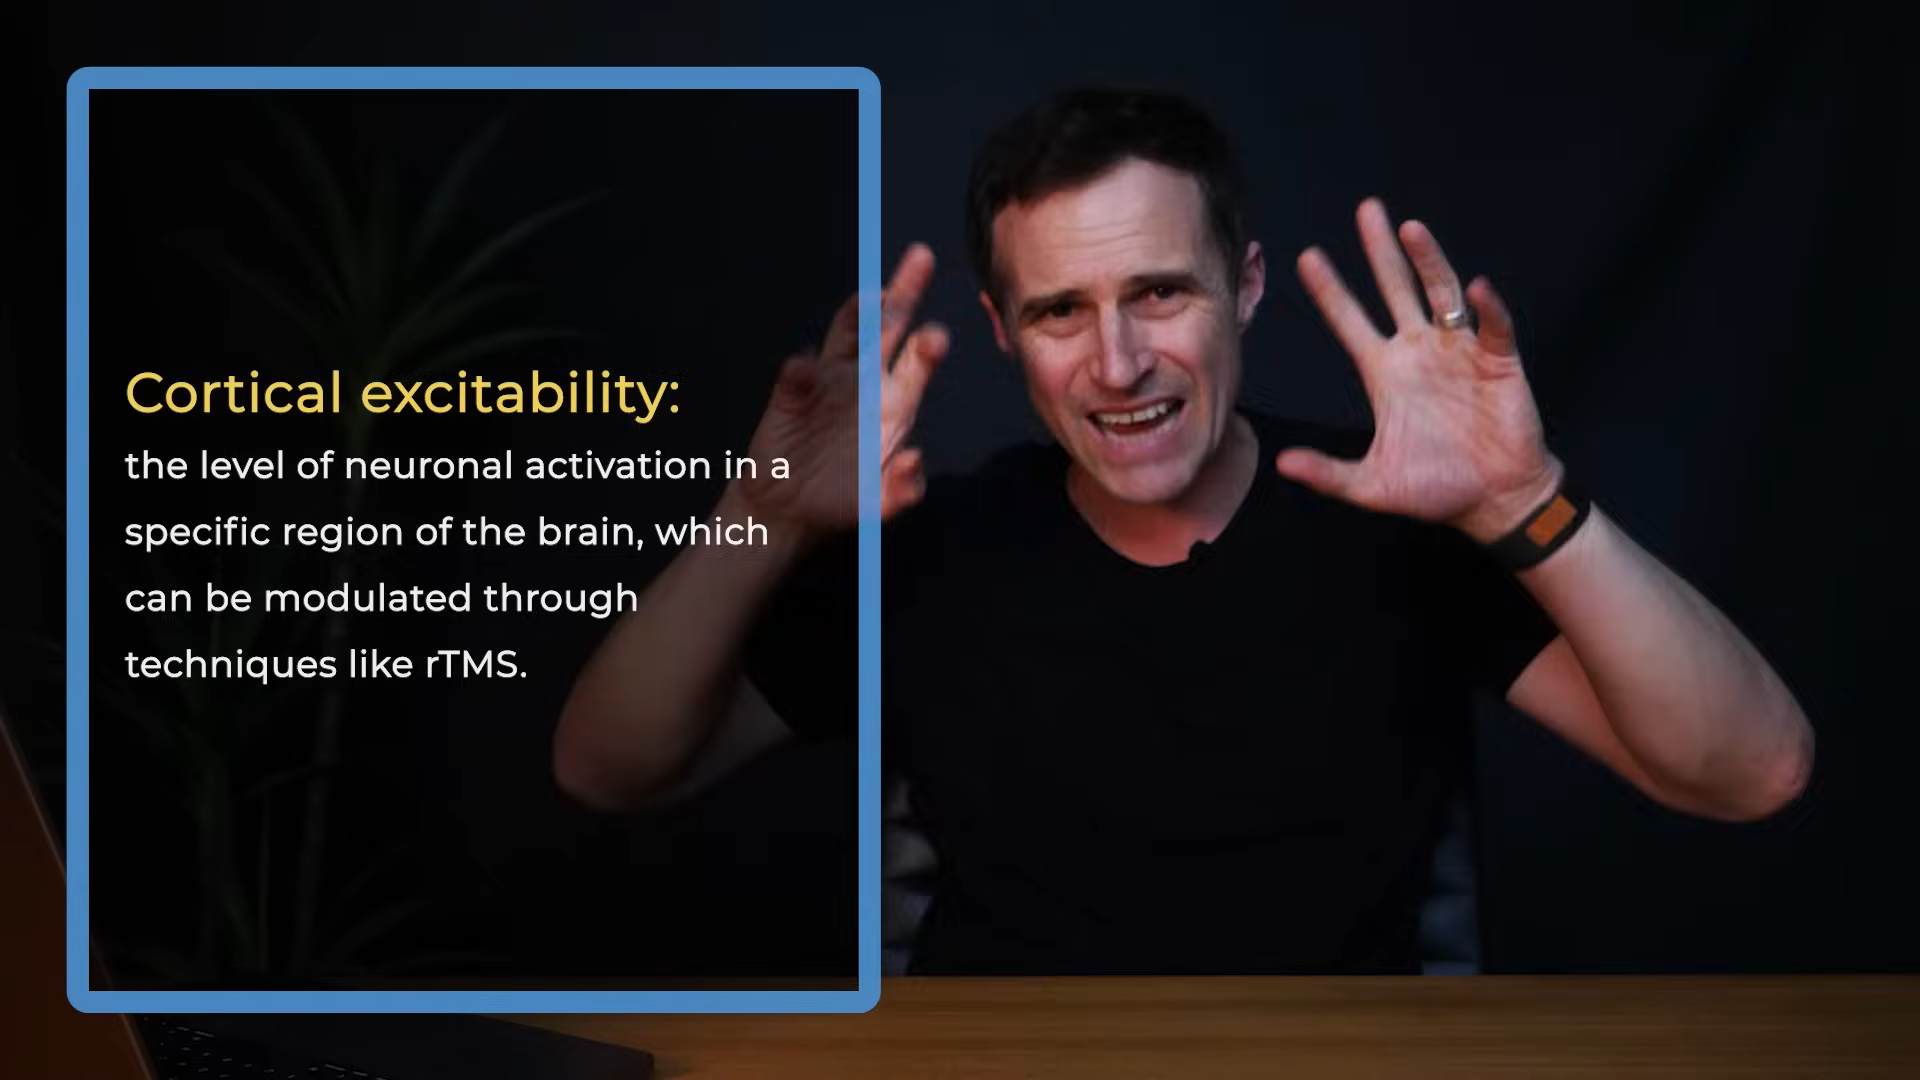 Cortical excitability:
the level of neuronal activation in a
specific region of the brain, which
can be modulated through
techniques like rTMS.